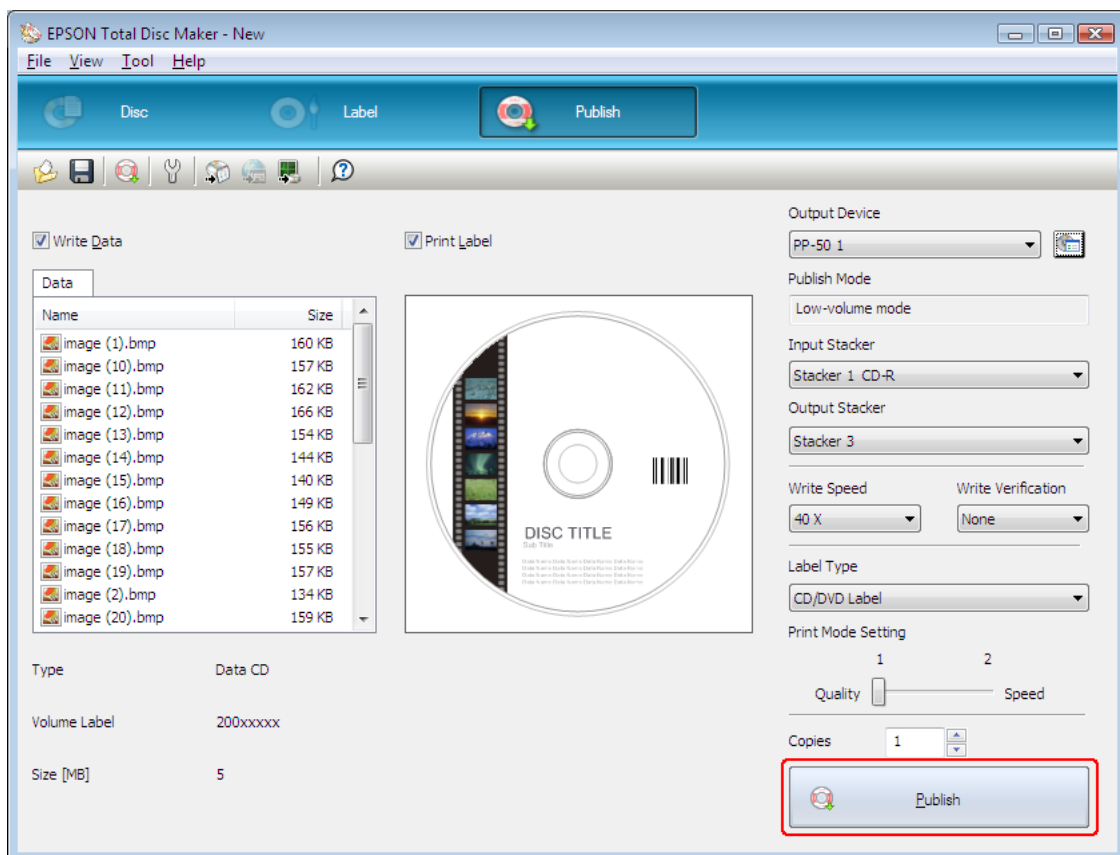 EPSON Total Disc Maker - New
File View Tool Help
Disc Label Publish
Write Data
Print Label
Data
Name Size
image (1).bmp 160 KB
image (10).bmp 157 KB
image (11).bmp 162 KB
image (12).bmp 166 KB
image (13).bmp 154 KB
image (14).bmp 144 KB
image (15).bmp 140 KB
image (16).bmp 149 KB
image (17).bmp 156 KB
image (18).bmp 155 KB
image (19).bmp 157 KB
image (2).bmp 134 KB
image (20).bmp 159 KB
Type Data CD
Volume Label 200xxxxx
Size [MB] 5
DISC TITLE
Sub Title
Output Device
PP-50 1
Publish Mode
Low-volume mode
Input Stacker
Stacker 1 CD-R
Output Stacker
Stacker 3
Write Speed Write Verification
40 X None
Label Type
CD/DVD Label
Print Mode Setting
1 2
Quality Speed
Copies 1
Publish